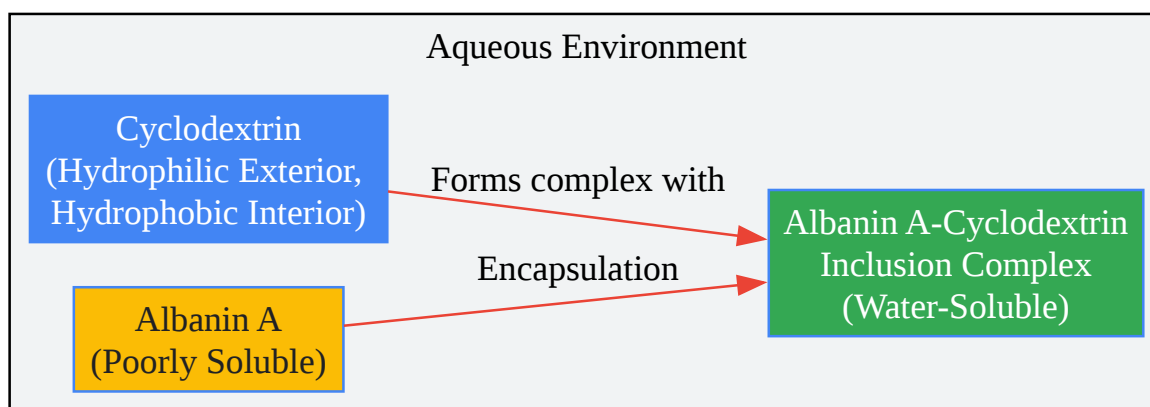 Aqueous Environment
Cyclodextrin
(Hydrophilic Exterior,
Hydrophobic Interior)
Forms complex with
Albanin A-Cyclodextrin
Inclusion Complex
(Water-Soluble)
Encapsulation
Albanin A
(Poorly Soluble)